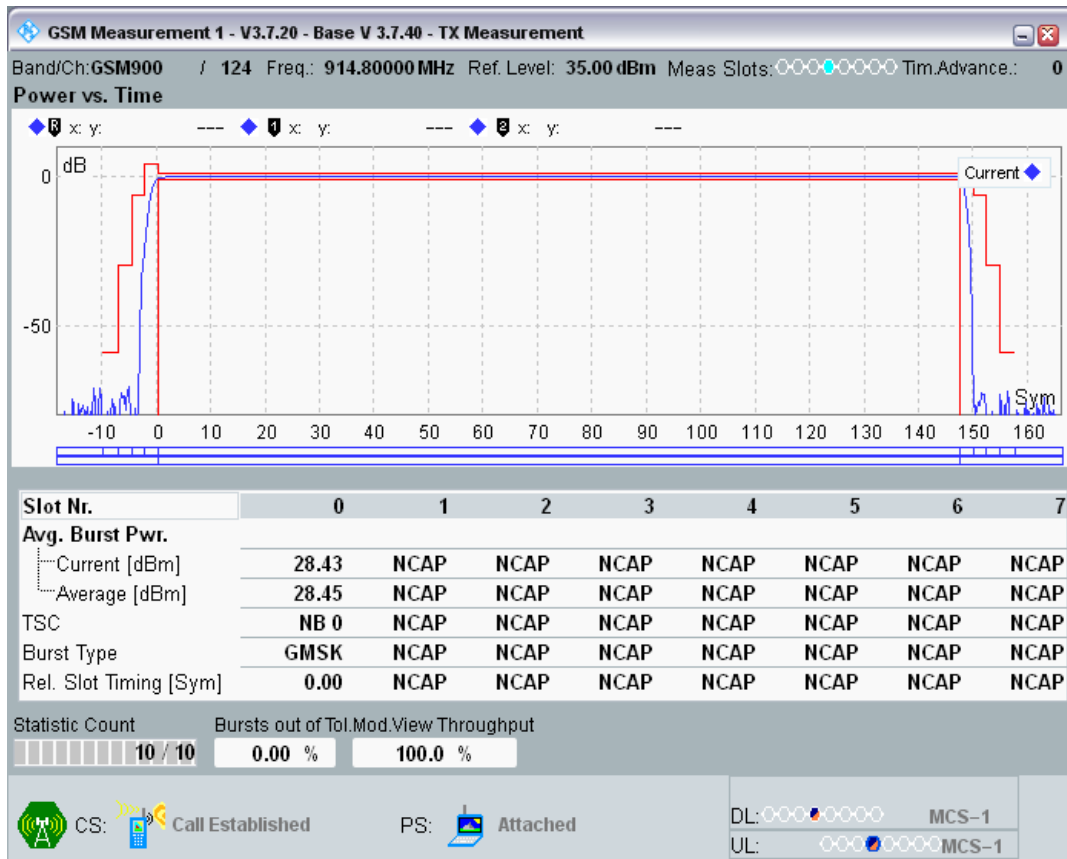 GSM Measurement 1 - V3.7.20 - Base V 3.7.40 - TX Measurement
Band/Ch:GSM900 / 124 Freq.: 914.80000 MHz Ref. Level: 35.00 dBm Meas Slots: Tim.Advance.: 0
Power vs. Time
R x: y: --- 1 x: y: --- 2 x: y: ---
dB
0
Current
-50
Sym
-10 0 10 20 30 40 50 60 70 80 90 100 110 120 130 140 150 160
Slot Nr. 0 1 2 3 4 5 6 7
Avg. Burst Pwr.
Current [dBm] 28.43 NCAP NCAP NCAP NCAP NCAP NCAP NCAP
Average [dBm] 28.45 NCAP NCAP NCAP NCAP NCAP NCAP NCAP
TSC NB 0 NCAP NCAP NCAP NCAP NCAP NCAP NCAP
Burst Type GMSK NCAP NCAP NCAP NCAP NCAP NCAP NCAP
Rel. Slot Timing [Sym] 0.00 NCAP NCAP NCAP NCAP NCAP NCAP NCAP
Statistic Count Bursts out of Tol.Mod.View Throughput
10 / 10 0.00 % 100.0 %
CS: Call Established PS: Attached
DL: MCS-1
UL: MCS-1